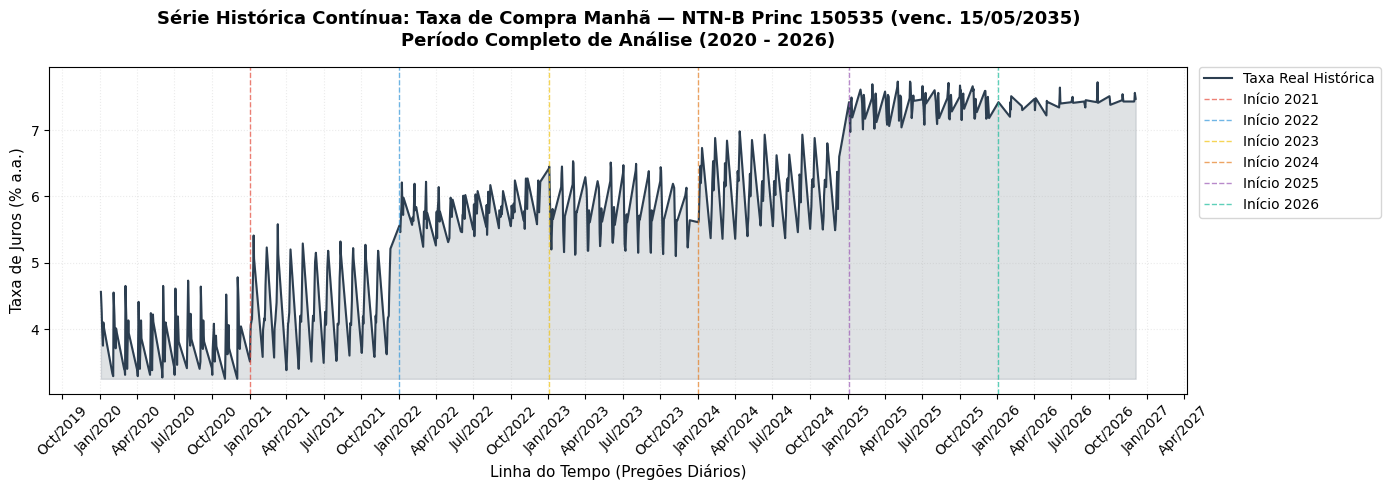 Série Histórica Contínua: Taxa de Compra Manhã — NTN-B Princ 150535 (venc. 15/05/2035)
Período Completo de Análise (2020 - 2026)
Taxa de Juros (% a.a.)
7
6
5
4
Oct/2019
Jan/2020
Apr/2020
Jul/2020
Oct/2020
Jan/2021
Apr/2021
Jul/2021
Oct/2021
Jan/2022
Apr/2022
Jul/2022
Oct/2022
Jan/2023
Apr/2023
Jul/2023
Oct/2023
Jan/2024
Apr/2024
Jul/2024
Oct/2024
Jan/2025
Apr/2025
Jul/2025
Oct/2025
Jan/2026
Apr/2026
Jul/2026
Oct/2026
Jan/2027
Apr/2027
Linha do Tempo (Pregões Diários)
Taxa Real Histórica
Início 2021
Início 2022
Início 2023
Início 2024
Início 2025
Início 2026